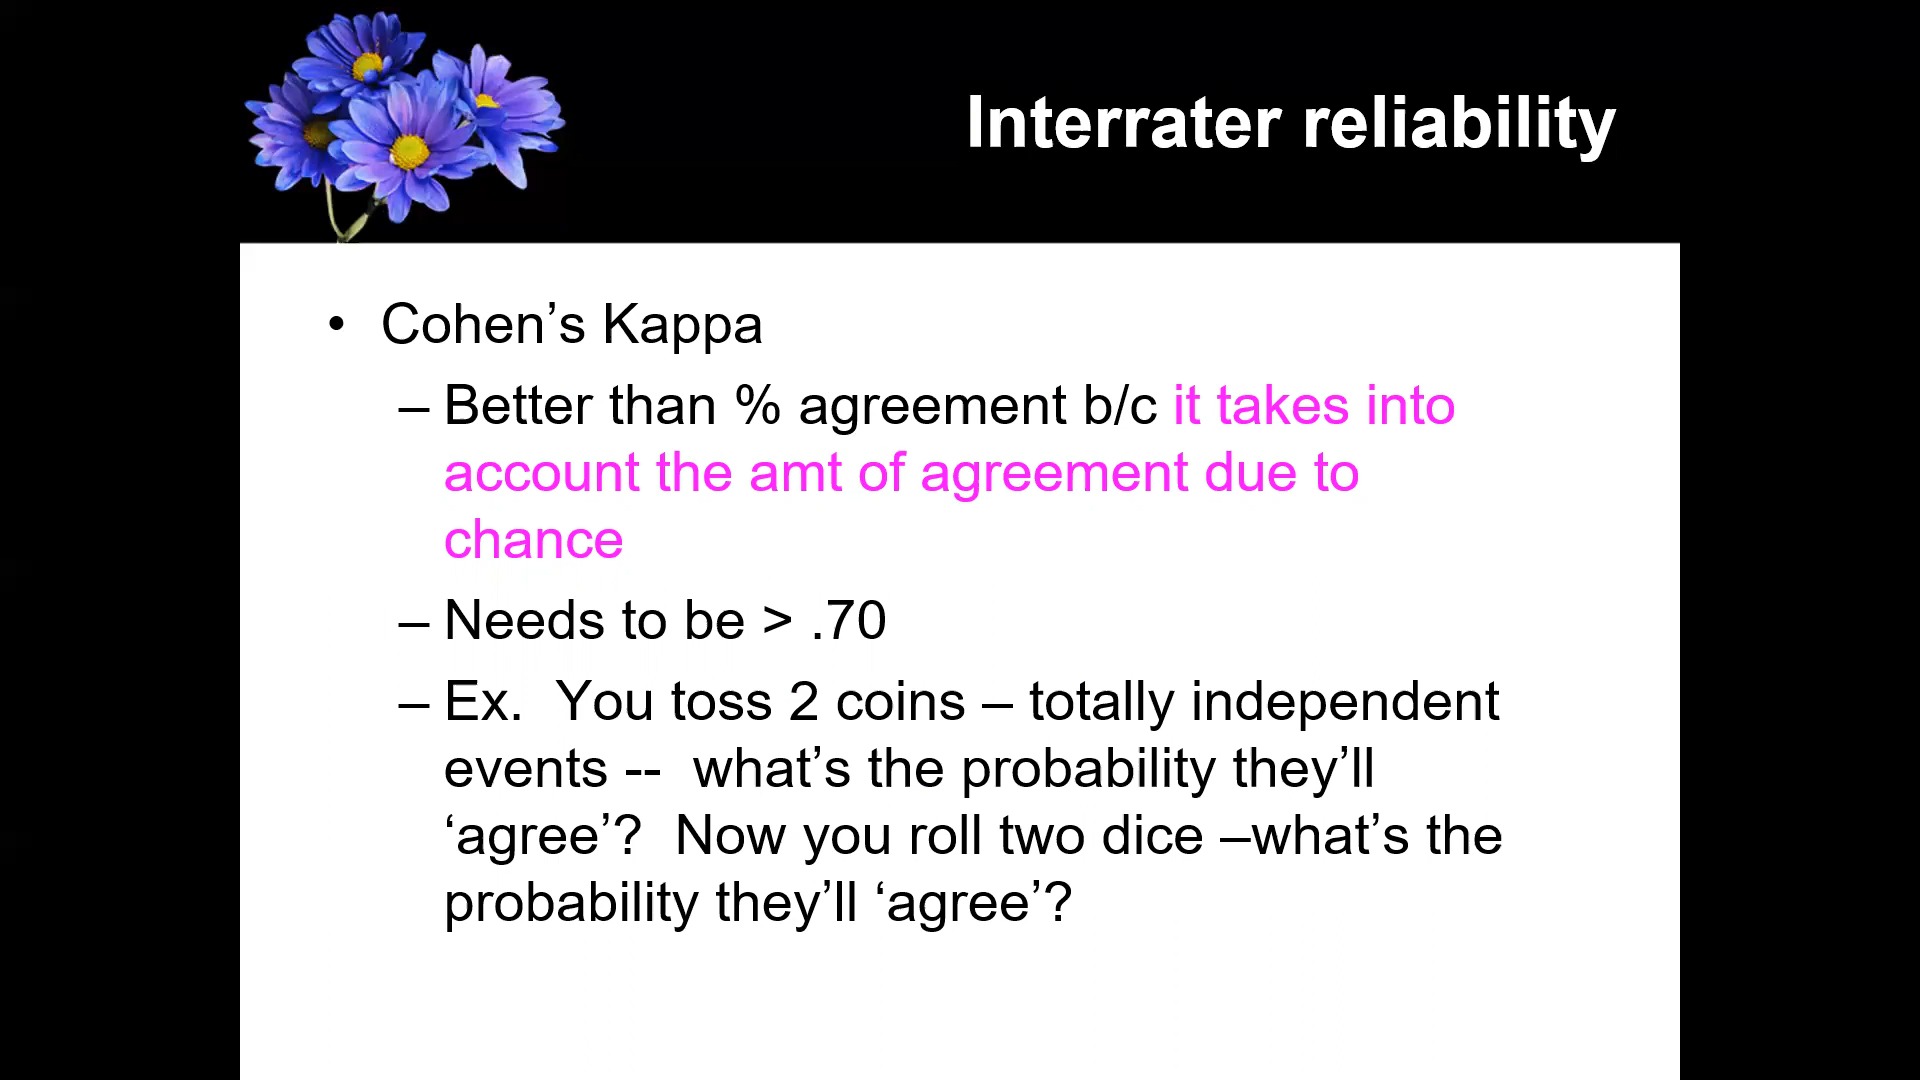 Interrater reliability
• Cohen’s Kappa
– Better than % agreement b/c it takes into
account the amt of agreement due to
chance
– Needs to be > .70
– Ex.  You toss 2 coins – totally independent
events --  what’s the probability they’ll
‘agree’?  Now you roll two dice –what’s the
probability they’ll ‘agree’?